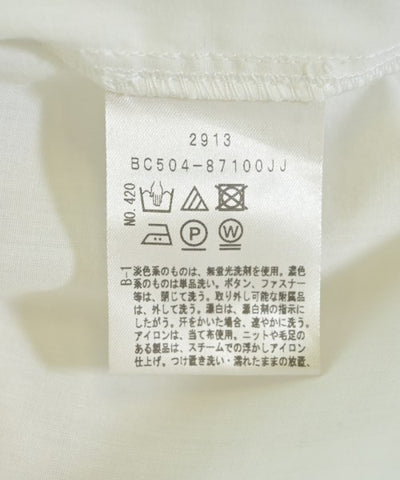 2913
BC504-87100JJ
NO.420
P W
B-1
淡色系のものは、無蛍光洗剤を使用。濃色
系のものは単品洗い。ボタン、ファスナー
等は、閉じて洗う。取り外し可能な附属品
は、外して洗う。漂白は、漂白剤の指示に
したがう。汗をかいた場合、速やかに洗う。
アイロンは、当て布使用。ニットや毛足の
ある製品は、スチームでの浮かしアイロン
仕上げ。つけ置き洗い・濡れたままの放置、